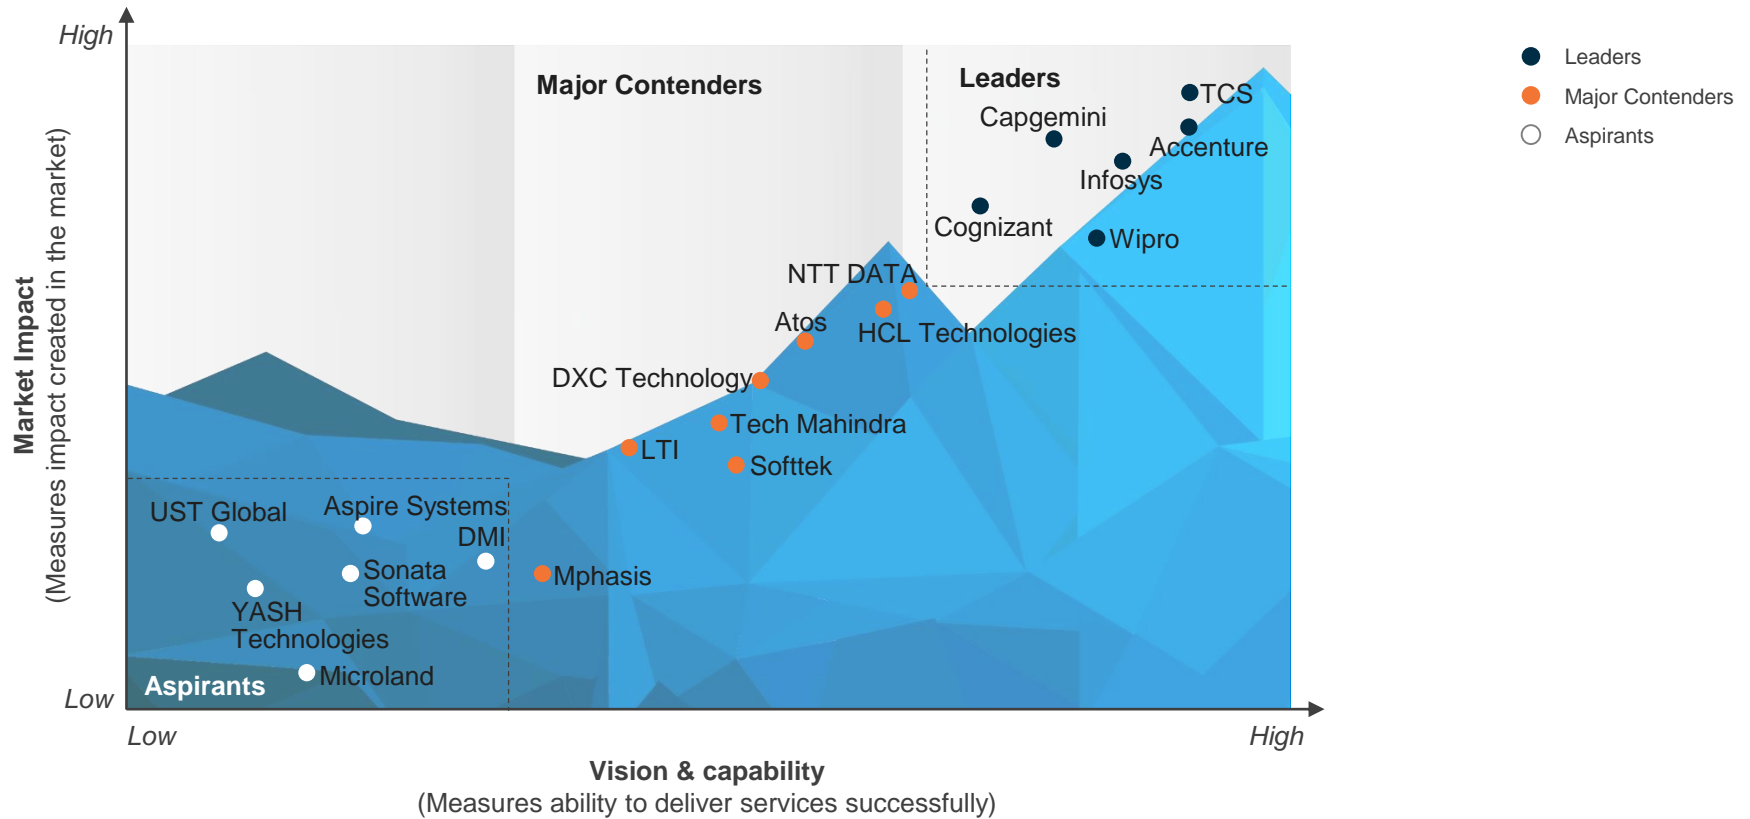 High
Major Contenders
Leaders
TCS
Capgemini
Accenture
Infosys
Cognizant
Wipro
NTT DATA
Atos
HCL Technologies
DXC Technology
Tech Mahindra
LTI
Softtek
UST Global
Aspire Systems
DMI
Sonata
Software
Mphasis
YASH
Technologies
Microland
Aspirants
Low
Low
High
Market Impact
(Measures impact created in the market)
Vision & capability
(Measures ability to deliver services successfully)
Leaders
Major Contenders
Aspirants